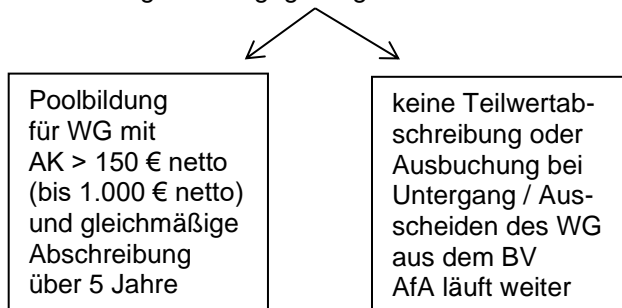 Poolbildung
für WG mit
AK > 150 € netto
(bis 1.000 € netto)
und gleichmäßige
Abschreibung
über 5 Jahre
keine Teilwertab-
schreibung oder
Ausbuchung bei
Untergang / Aus-
scheiden des WG
aus dem BV
AfA läuft weiter